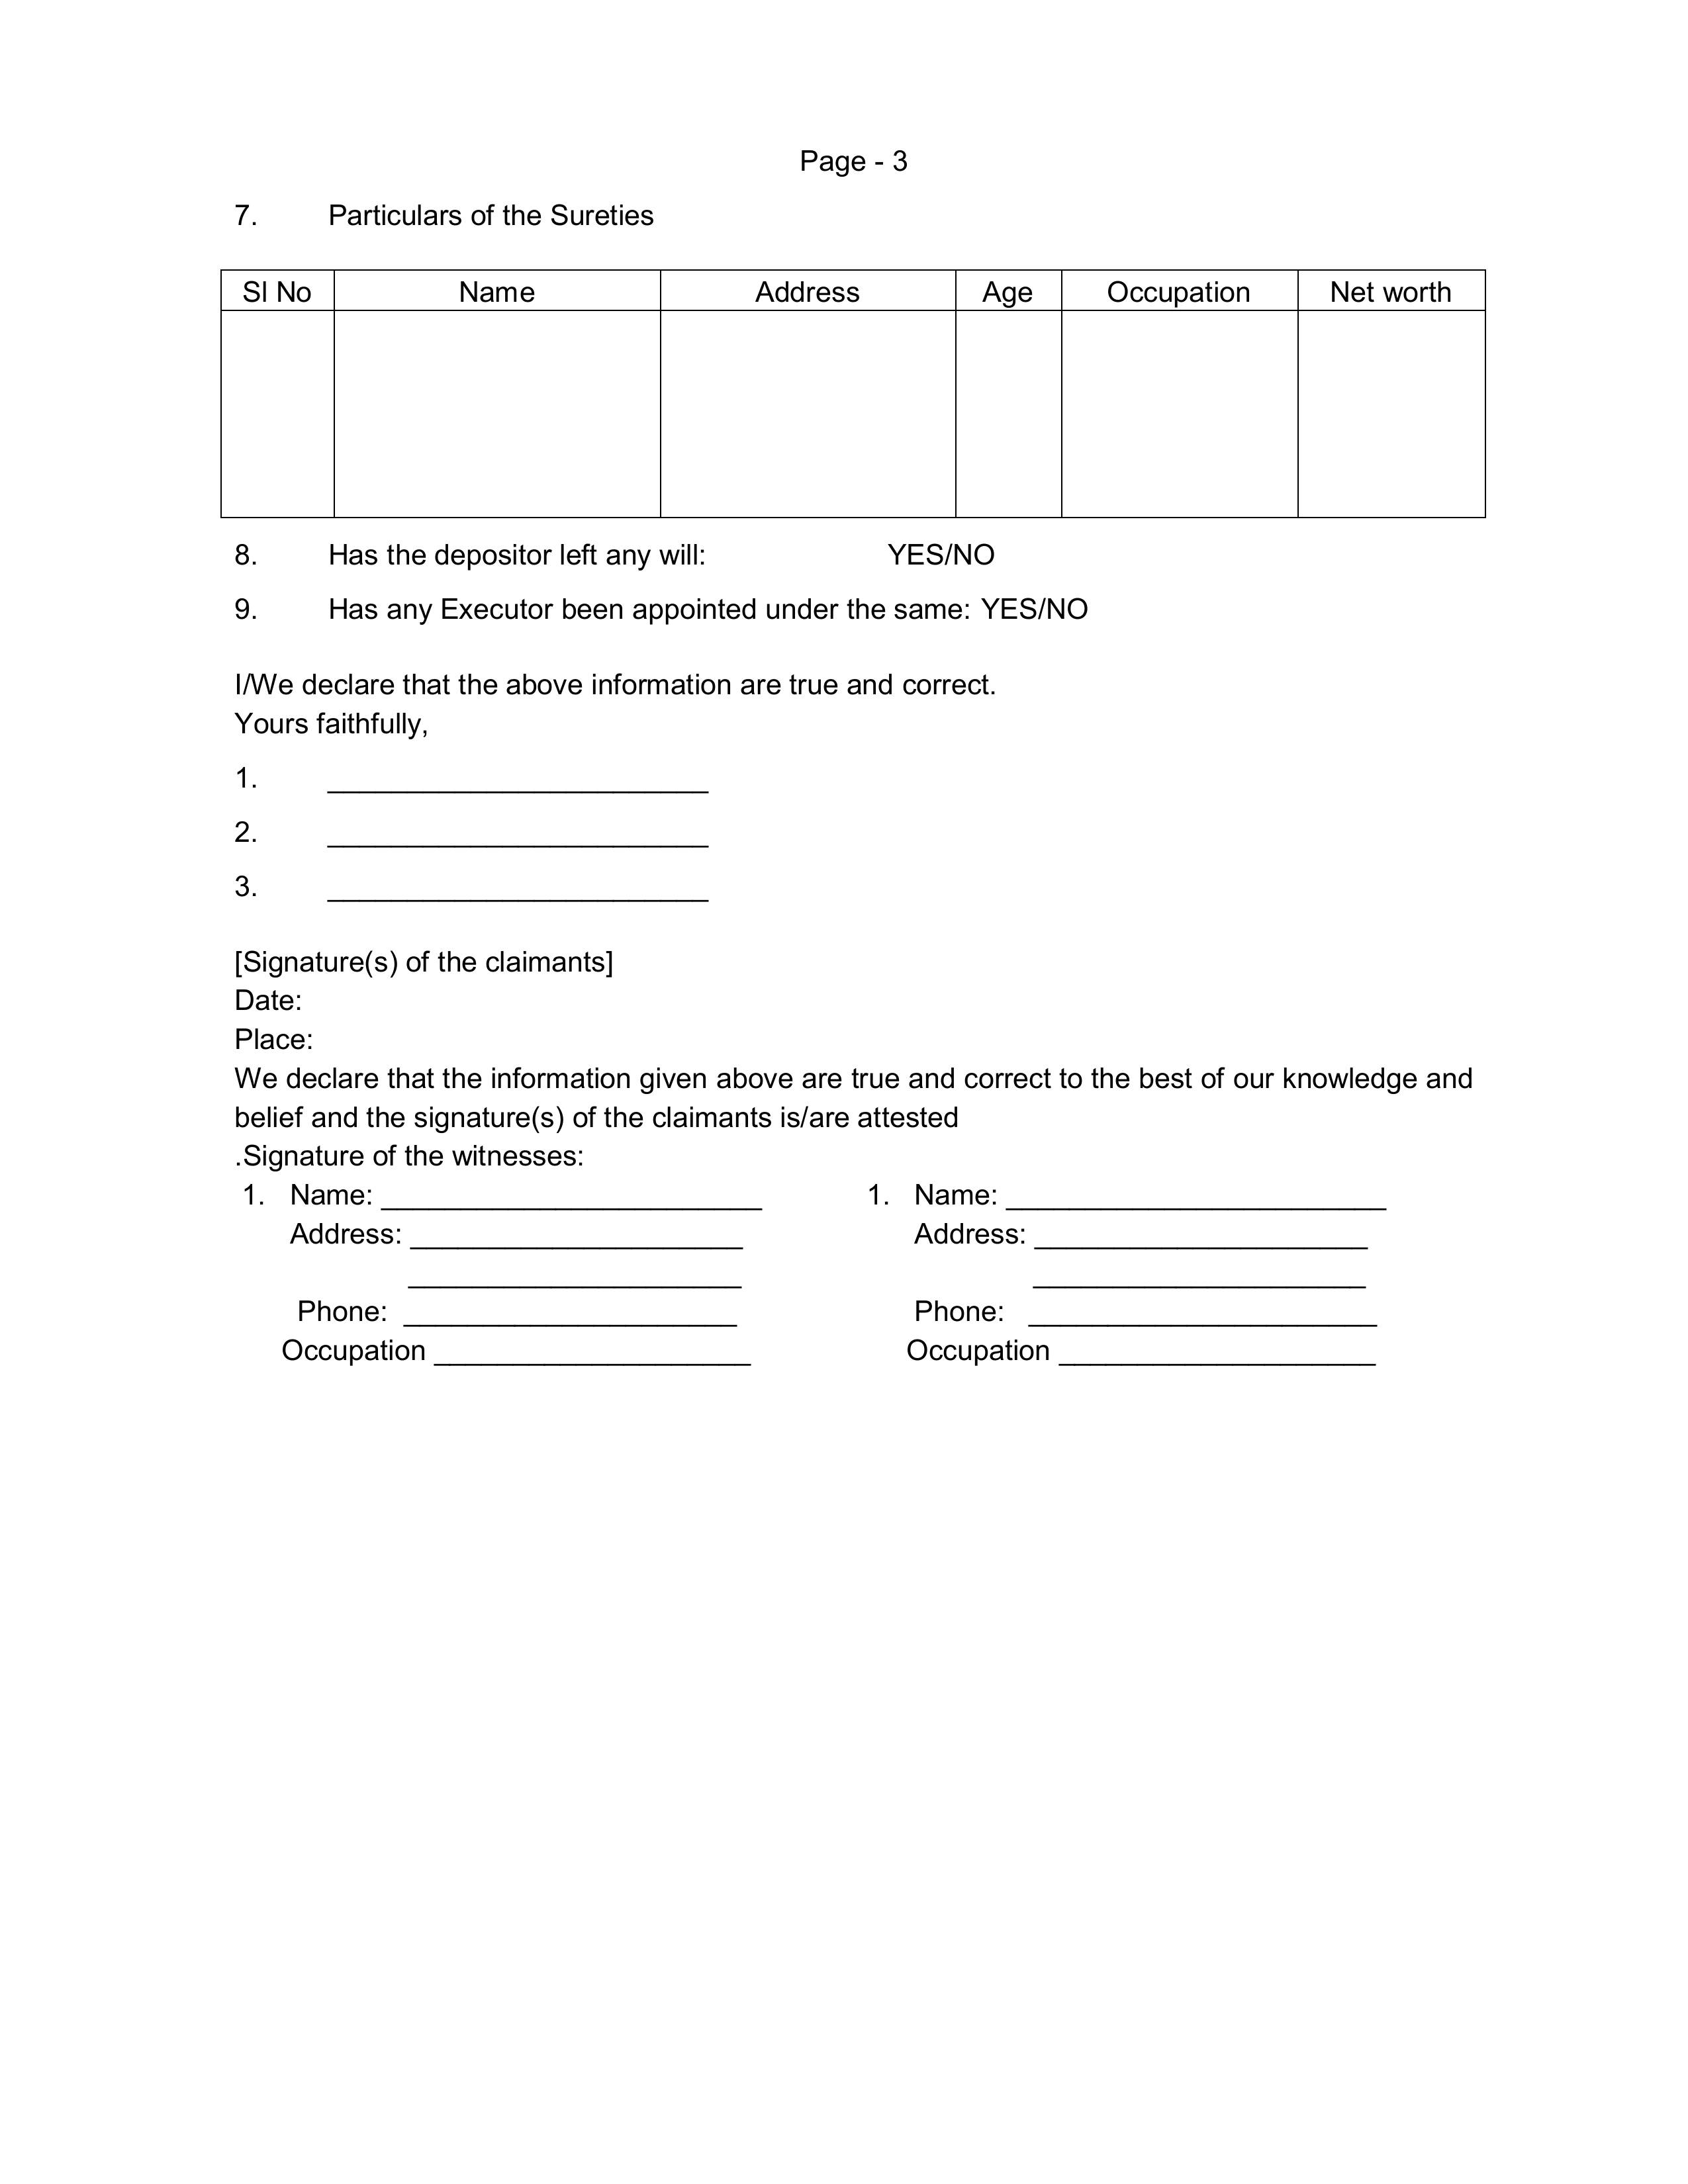 Page - 3
7. Particulars of the Sureties
Sl No Name Address Age Occupation Net worth
8. Has the depositor left any will: YES/NO
9. Has any Executor been appointed under the same: YES/NO
I/We declare that the above information are true and correct.
Yours faithfully,
1. ________________________
2. ________________________
3. ________________________
[Signature(s) of the claimants]
Date:
Place:
We declare that the information given above are true and correct to the best of our knowledge and
belief and the signature(s) of the claimants is/are attested
.Signature of the witnesses:
1. Name: ________________________ 1. Name: ________________________
Address: _____________________ Address: _____________________
_____________________ _____________________
Phone: _____________________ Phone: ______________________
Occupation ____________________ Occupation ____________________